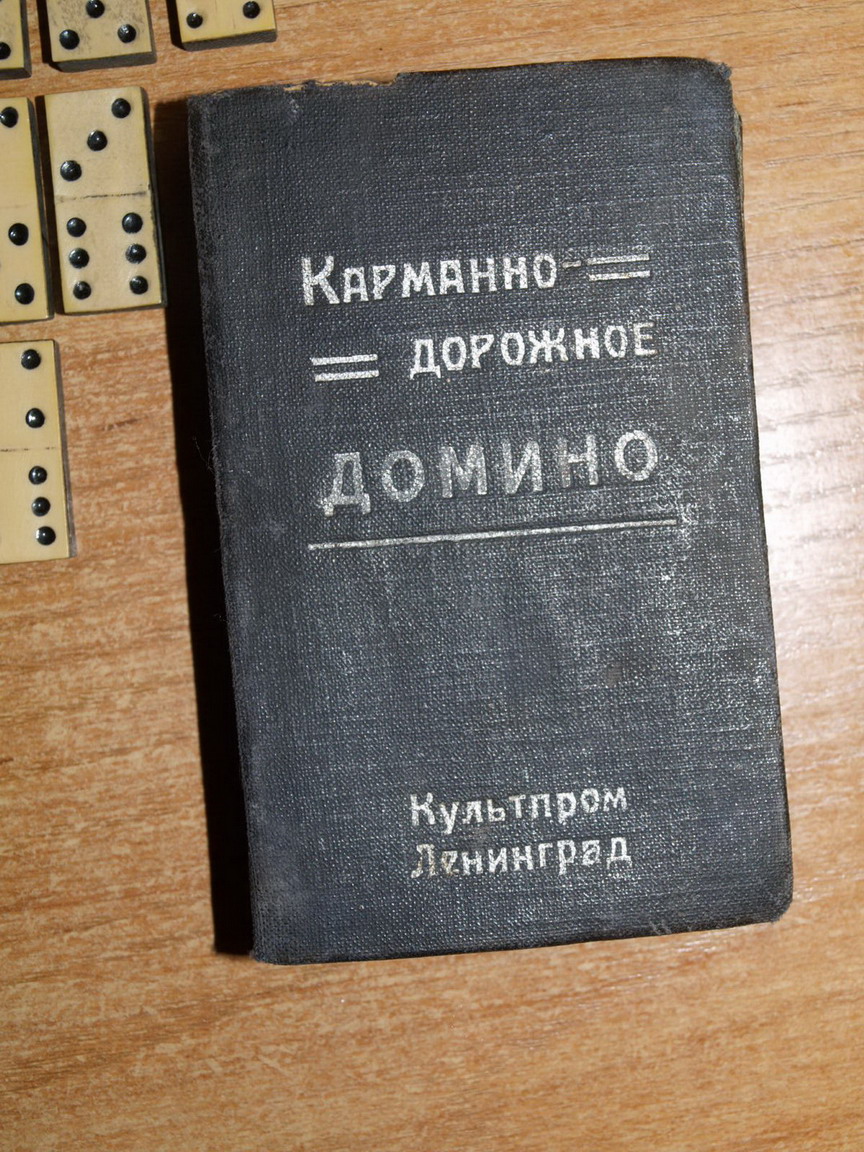 Карманно-
дорожное
ДОМИНО
Культпром
Ленинград